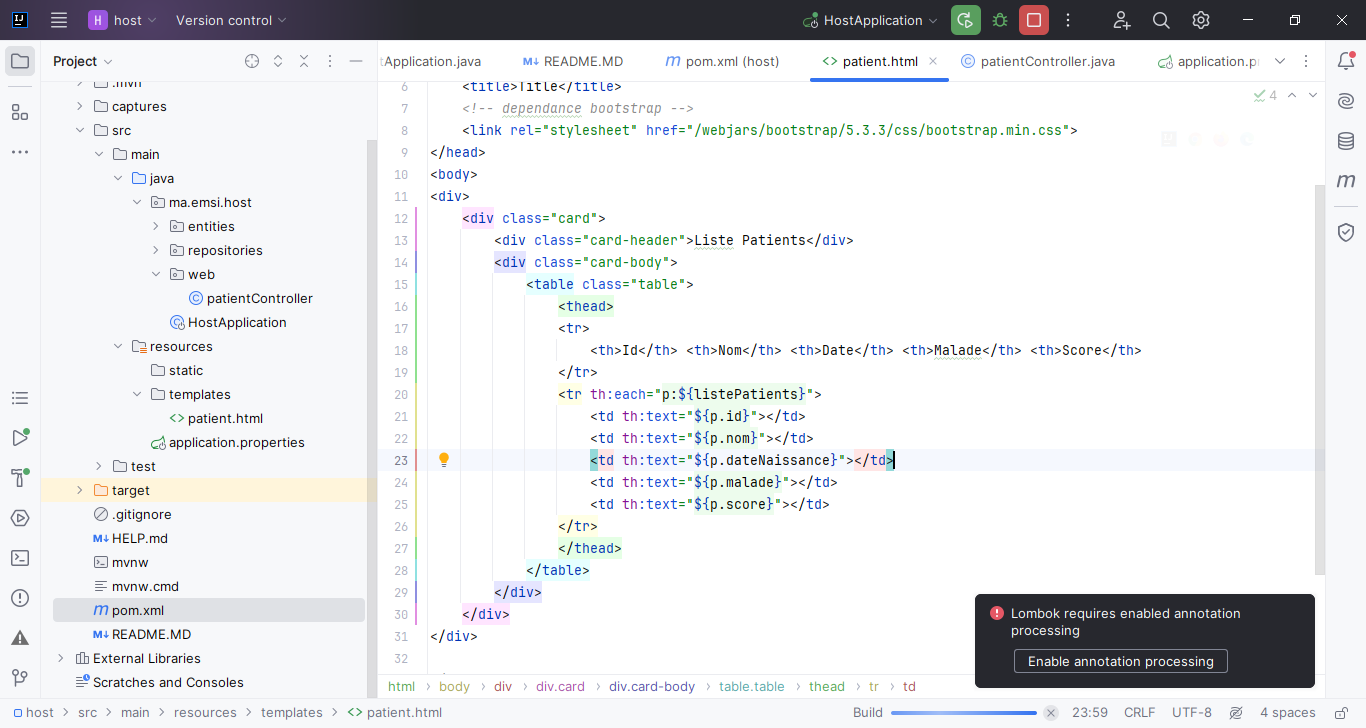 H host Version control HostApplication
Project
tApplication.java README.MD pom.xml (host) patient.html patientController.java
.mvn
captures
src
main
java
ma.emsi.host
entities
repositories
web
patientController
HostApplication
resources
static
templates
patient.html
application.properties
test
target
.gitignore
HELP.md
mvnw
mvnw.cmd
pom.xml
README.MD
External Libraries
Scratches and Consoles
4
6 <title>Title</title>
7 <!-- dependance bootstrap -->
8 <link rel="stylesheet" href="/webjars/bootstrap/5.3.3/css/bootstrap.min.css">
9 </head>
10 <body>
11 <div>
12 <div class="card">
13 <div class="card-header">Liste Patients</div>
14 <div class="card-body">
15 <table class="table">
16 <thead>
17 <tr>
18 <th>Id</th> <th>Nom</th> <th>Date</th> <th>Malade</th> <th>Score</th>
19 </tr>
20 <tr th:each="p:${listePatients}">
21 <td th:text="${p.id}"></td>
22 <td th:text="${p.nom}"></td>
23 <td th:text="${p.dateNaissance}"></td>
24 <td th:text="${p.malade}"></td>
25 <td th:text="${p.score}"></td>
26 </tr>
27 </thead>
28 </table>
29 </div>
30 </div>
31 </div>
32
Lombok requires enabled annotation
processing
Enable annotation processing
html body div div.card div.card-body table.table thead tr td
host src main resources templates patient.html Build 23:59 CRLF UTF-8 4 spaces